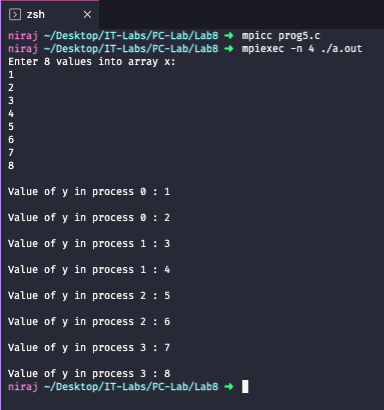 zsh
niraj ~/Desktop/IT-Labs/PC-Lab/Lab8 ➜ mpicc prog5.c
niraj ~/Desktop/IT-Labs/PC-Lab/Lab8 ➜ mpiexec -n 4 ./a.out
Enter 8 values into array x:
1
2
3
4
5
6
7
8
Value of y in process 0 : 1
Value of y in process 0 : 2
Value of y in process 1 : 3
Value of y in process 1 : 4
Value of y in process 2 : 5
Value of y in process 2 : 6
Value of y in process 3 : 7
Value of y in process 3 : 8
niraj ~/Desktop/IT-Labs/PC-Lab/Lab8 ➜